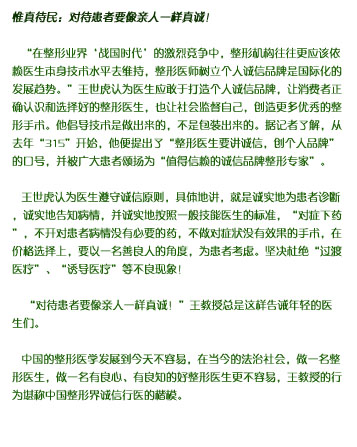 惟真待民：对待患者要像亲人一样真诚！
“在整形业界‘战国时代’的激烈竞争中，整形机构往往更应该依
赖医生本身技术水平去维持，整形医师树立个人诚信品牌是国际化的
发展趋势。”王世虎认为医生应敢于打造个人诚信品牌，让消费者正
确认识和选择好的整形医生，也让社会监督自己，创造更多优秀的整
形手术。他倡导技术是做出来的，不是包装出来的。据记者了解，从
去年“315”开始，他便提出了“整形医生要讲诚信，创个人品牌”
的口号，并被广大患者颂扬为“值得信赖的诚信品牌整形专家”。
王世虎认为医生遵守诚信原则，具体地讲，就是诚实地为患者诊断
，诚实地告知病情，并诚实地按照一般技能医生的标准，“对症下药
”，不开对患者病情没有必要的药，不做对症状没有效果的手术，在
价格选择上，要以一名善良人的角度，为患者考虑。坚决杜绝“过渡
医疗”、“诱导医疗”等不良现象！
“对待患者要像亲人一样真诚！”王教授总是这样告诫年轻的医
生们。
中国的整形医学发展到今天不容易，在当今的法治社会，做一名整
形医生，做一名有良心、有良知的好整形医生更不容易，王教授的行
为堪称中国整形界诚信行医的楷模。